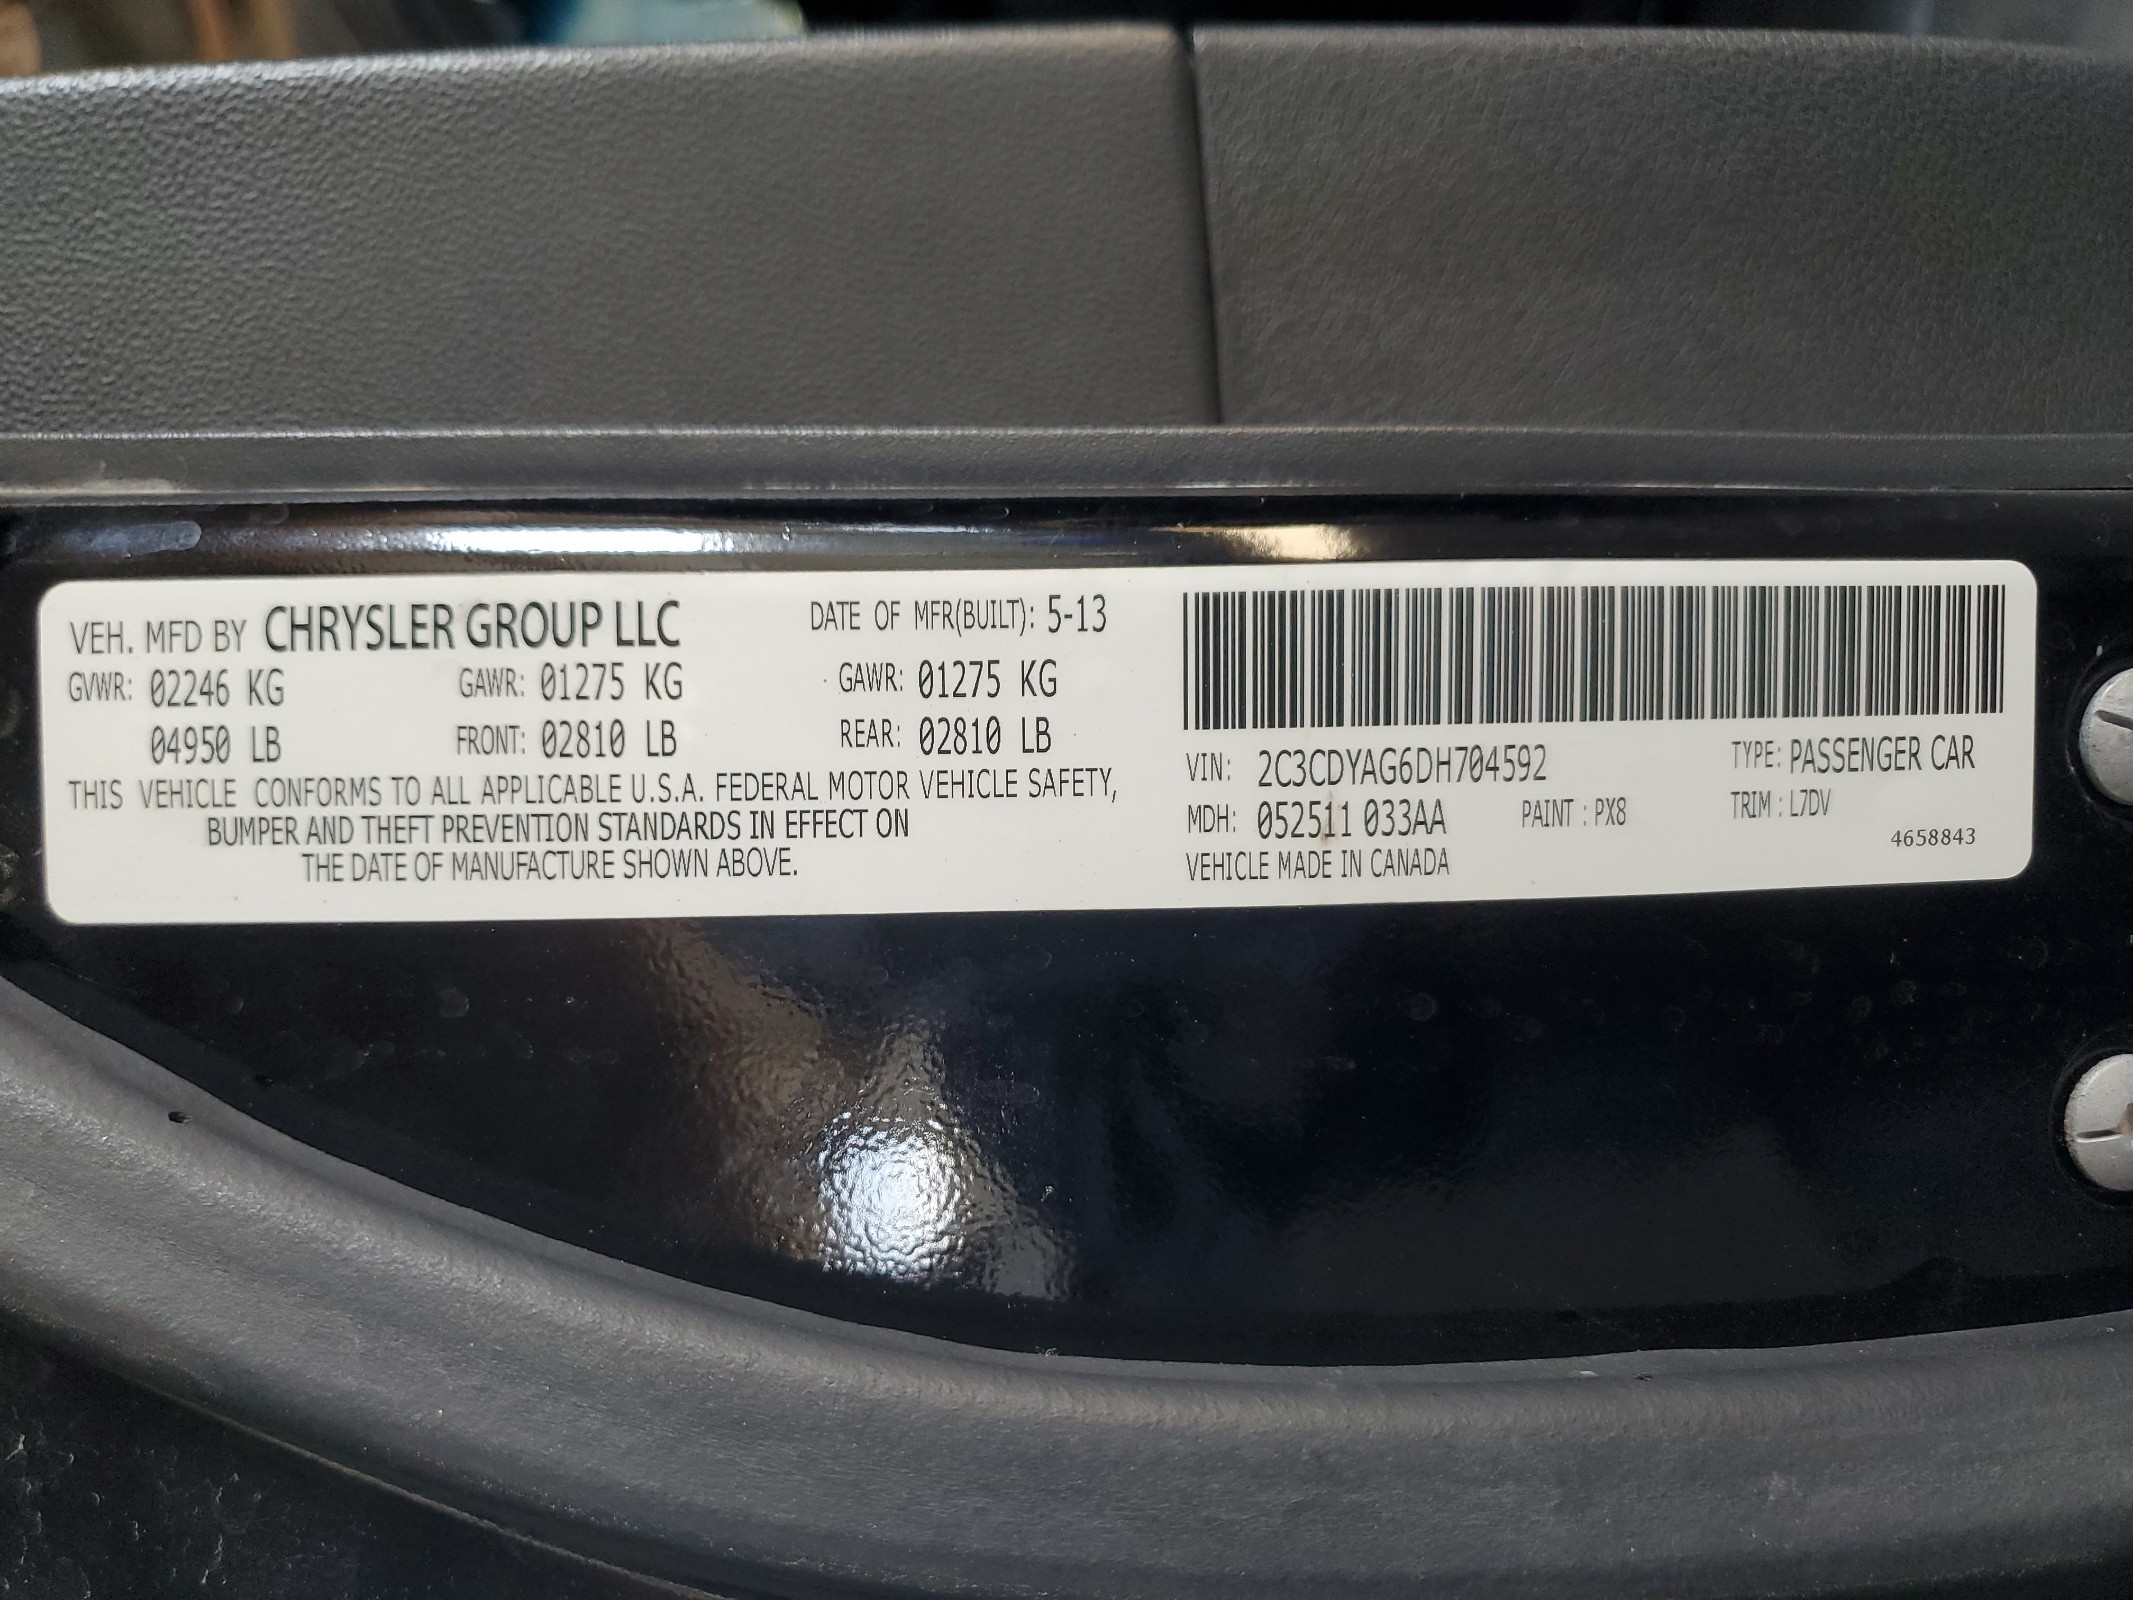 VEH. MFD BY CHRYSLER GROUP LLC DATE OF MFR(BUILT): 5-13
GVWR: 02246 KG GAWR: 01275 KG GAWR: 01275 KG
04950 LB FRONT: 02810 LB REAR: 02810 LB
THIS VEHICLE CONFORMS TO ALL APPLICABLE U.S.A. FEDERAL MOTOR VEHICLE SAFETY,
BUMPER AND THEFT PREVENTION STANDARDS IN EFFECT ON
THE DATE OF MANUFACTURE SHOWN ABOVE.
VIN: 2C3CDYAG6DH704592 TYPE: PASSENGER CAR
MDH: 052511 033AA PAINT : PX8 TRIM : L7DV
VEHICLE MADE IN CANADA 4658843